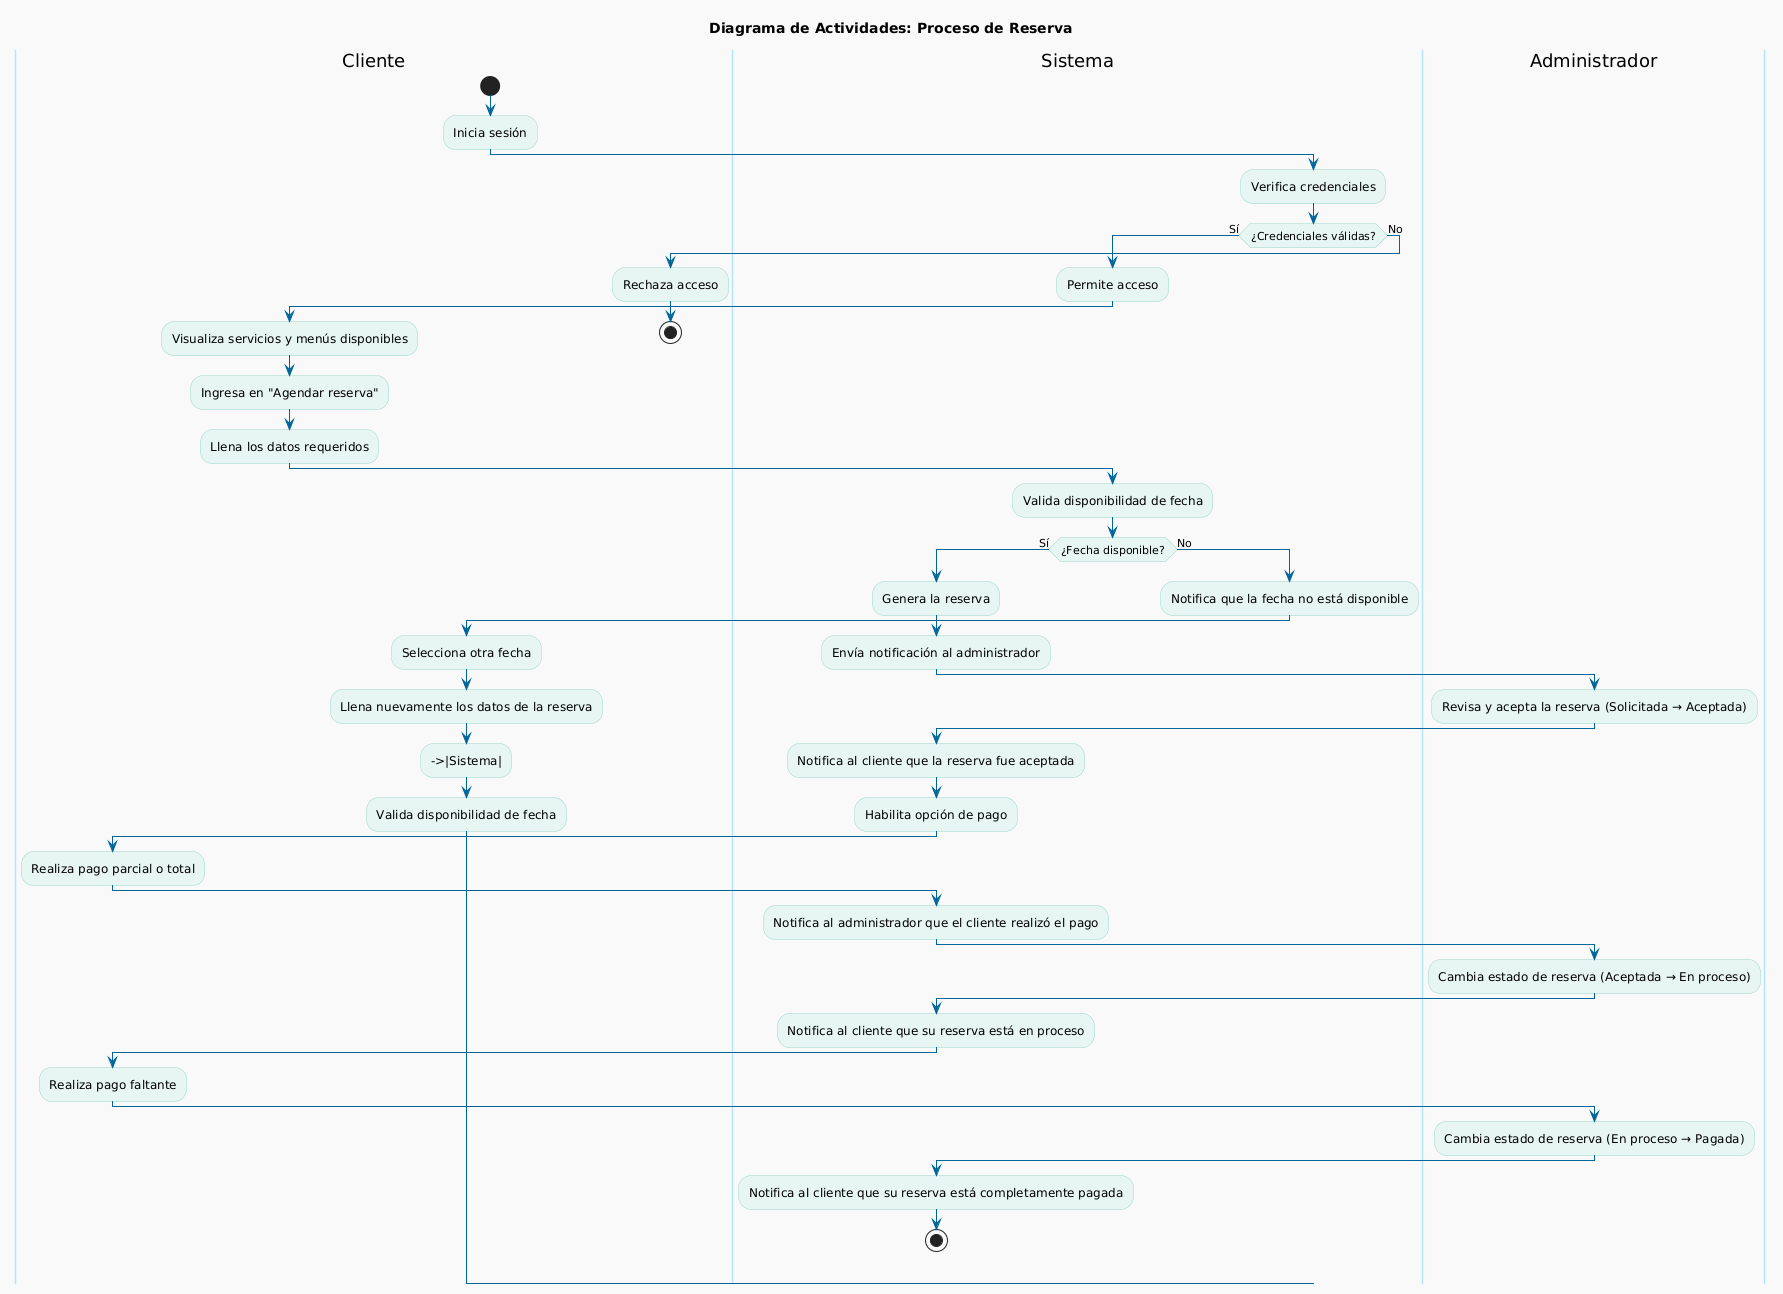 Diagrama de Actividades: Proceso de Reserva
Cliente
Sistema
Administrador
Inicia sesión
Verifica credenciales
Sí
¿Credenciales válidas?
No
Rechaza acceso
Permite acceso
Visualiza servicios y menús disponibles
Ingresa en "Agendar reserva"
Llena los datos requeridos
Valida disponibilidad de fecha
Sí
¿Fecha disponible?
No
Genera la reserva
Notifica que la fecha no está disponible
Selecciona otra fecha
Envía notificación al administrador
Llena nuevamente los datos de la reserva
Revisa y acepta la reserva (Solicitada → Aceptada)
->|Sistema|
Notifica al cliente que la reserva fue aceptada
Valida disponibilidad de fecha
Habilita opción de pago
Realiza pago parcial o total
Notifica al administrador que el cliente realizó el pago
Cambia estado de reserva (Aceptada → En proceso)
Notifica al cliente que su reserva está en proceso
Realiza pago faltante
Cambia estado de reserva (En proceso → Pagada)
Notifica al cliente que su reserva está completamente pagada